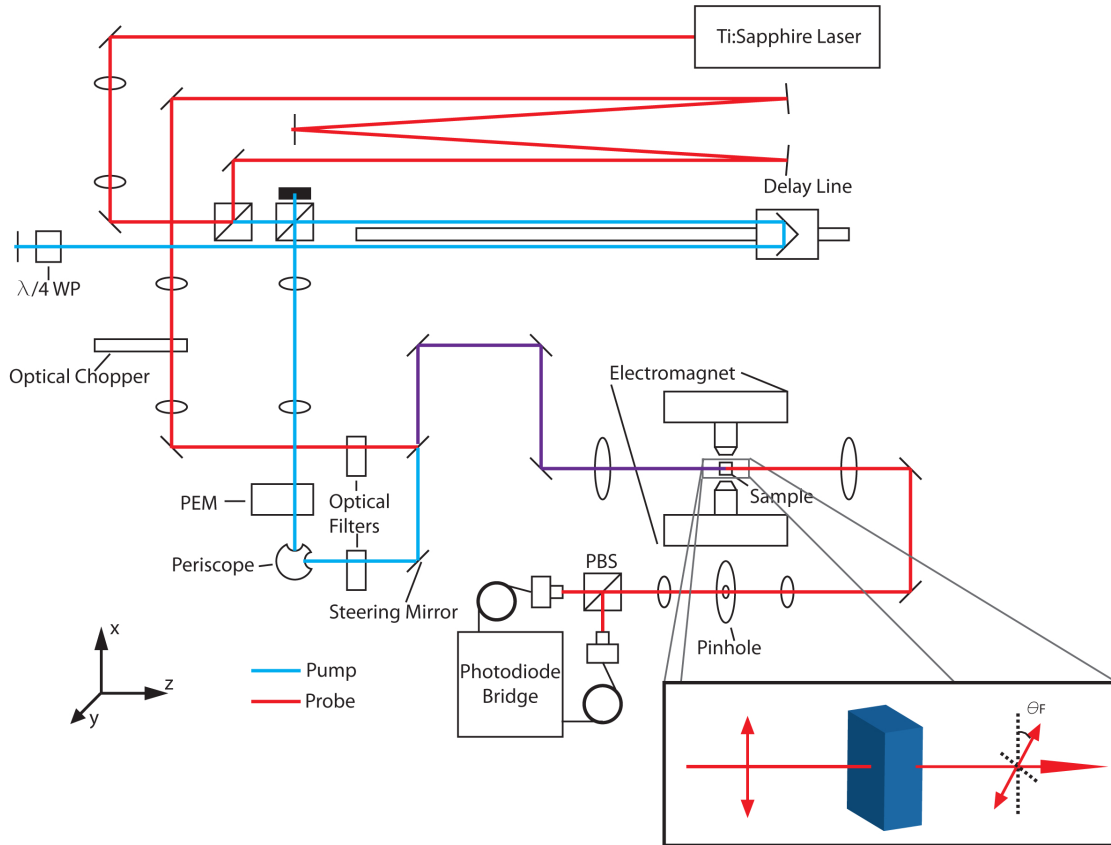 Ti:Sapphire Laser
Delay Line
λ/4 WP
Optical Chopper
Electromagnet
Sample
PEM
Optical
Filters
Periscope
PBS
Steering Mirror
Pinhole
x
z
y
Pump
Probe
Photodiode
Bridge
ΘF